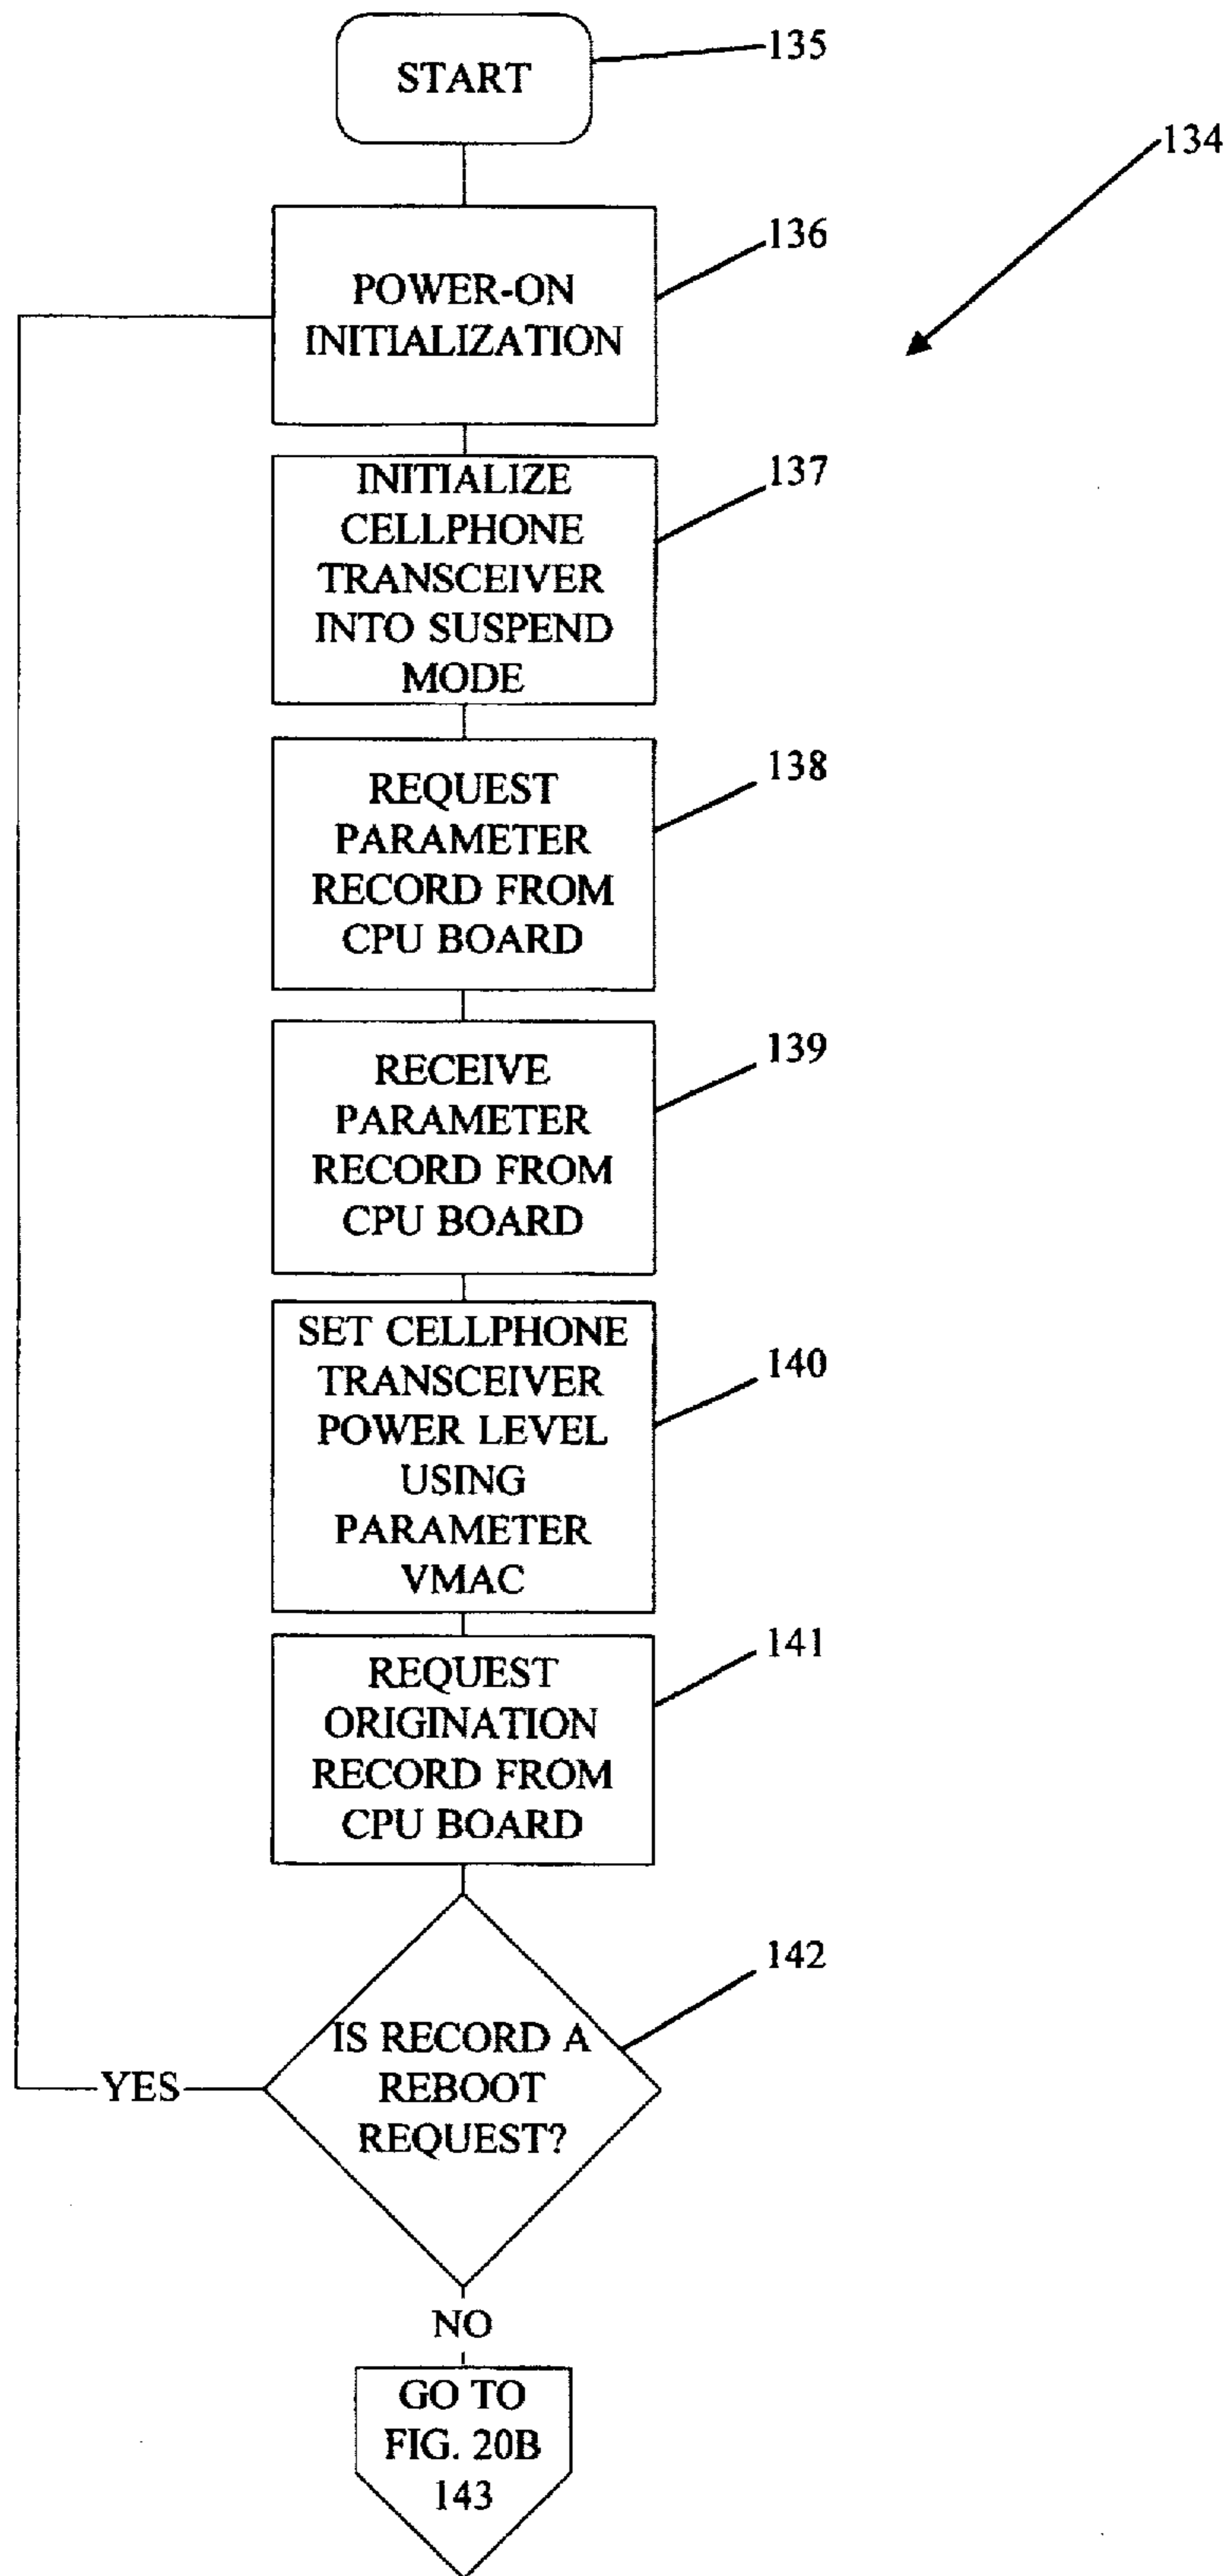 START
135
134
POWER-ON
INITIALIZATION
136
INITIALIZE
CELLPHONE
TRANSCEIVER
INTO SUSPEND
MODE
137
REQUEST
PARAMETER
RECORD FROM
CPU BOARD
138
RECEIVE
PARAMETER
RECORD FROM
CPU BOARD
139
SET CELLPHONE
TRANSCEIVER
POWER LEVEL
USING
PARAMETER
VMAC
140
REQUEST
ORIGINATION
RECORD FROM
CPU BOARD
141
IS RECORD A
REBOOT
REQUEST?
142
YES
NO
GO TO
FIG. 20B
143